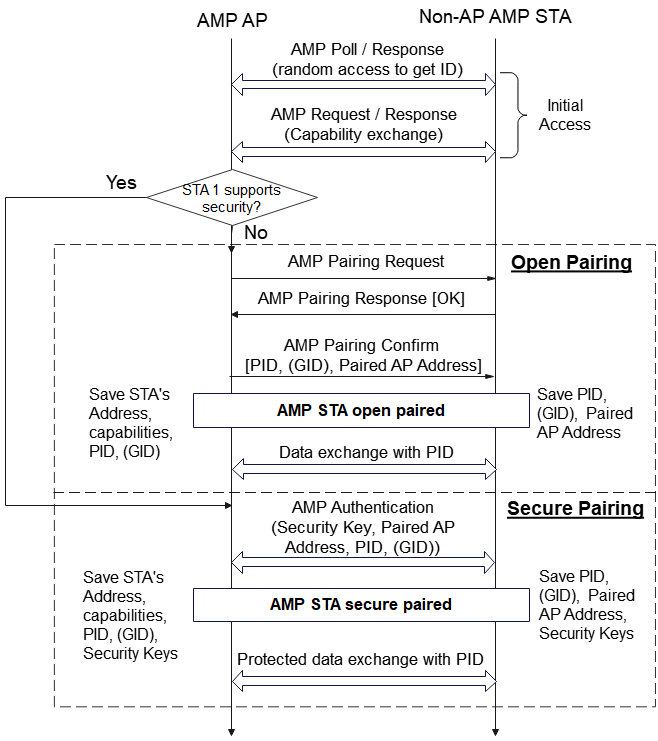 AMP AP
Non-AP AMP STA
AMP Poll / Response
(random access to get ID)
AMP Request / Response
(Capability exchange)
Initial
Access
Yes
STA 1 supports
security?
No
AMP Pairing Request
Open Pairing
AMP Pairing Response [OK]
AMP Pairing Confirm
[PID, (GID), Paired AP Address]
Save STA's
Address,
capabilities,
PID, (GID)
AMP STA open paired
Save PID,
(GID), Paired
AP Address
Data exchange with PID
Secure Pairing
AMP Authentication
(Security Key, Paired AP
Address, PID, (GID))
Save STA's
Address,
capabilities,
PID, (GID),
Security Keys
AMP STA secure paired
Save PID,
(GID), Paired
AP Address,
Security Keys
Protected data exchange with PID